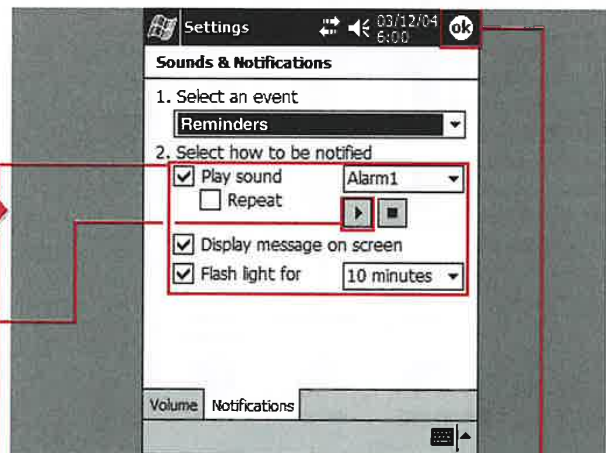 Settings 03/12/04 6:00 ok
Sounds & Notifications
1. Select an event
Reminders
2. Select how to be notified
Play sound Alarm1
Repeat
Display message on screen
Flash light for 10 minutes
Volume Notifications